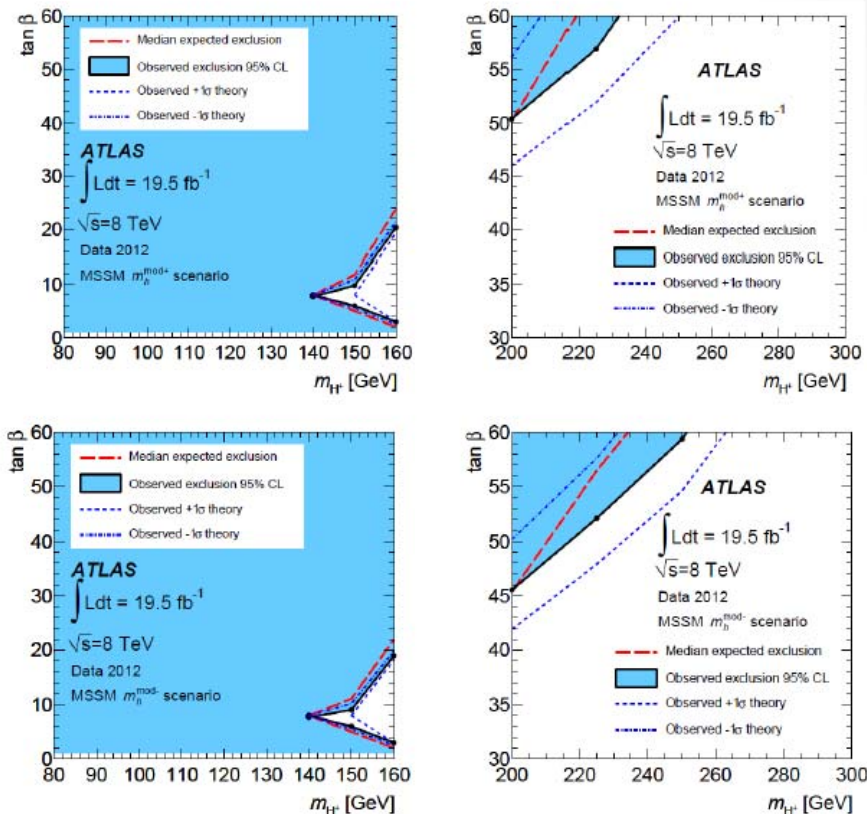 tan β
60
50
40
30
20
10
0
Median expected exclusion
Observed exclusion 95% CL
Observed +1σ theory
Observed -1σ theory
ATLAS
∫ Ldt = 19.5 fb⁻¹
√s=8 TeV
Data 2012
MSSM m_h^mod+ scenario
80 90 100 110 120 130 140 150 160
m_H⁺ [GeV]
tan β
60
55
50
45
40
35
30
ATLAS
∫ Ldt = 19.5 fb⁻¹
√s=8 TeV
Data 2012
MSSM m_h^mod+ scenario
Median expected exclusion
Observed exclusion 95% CL
Observed +1σ theory
Observed -1σ theory
200 220 240 260 280 300
m_H⁺ [GeV]
tan β
60
50
40
30
20
10
0
Median expected exclusion
Observed exclusion 95% CL
Observed +1σ theory
Observed -1σ theory
ATLAS
∫ Ldt = 19.5 fb⁻¹
√s=8 TeV
Data 2012
MSSM m_h^mod- scenario
80 90 100 110 120 130 140 150 160
m_H⁺ [GeV]
tan β
60
55
50
45
40
35
30
ATLAS
∫ Ldt = 19.5 fb⁻¹
√s=8 TeV
Data 2012
MSSM m_h^mod- scenario
Median expected exclusion
Observed exclusion 95% CL
Observed +1σ theory
Observed -1σ theory
200 220 240 260 280 300
m_H⁺ [GeV]